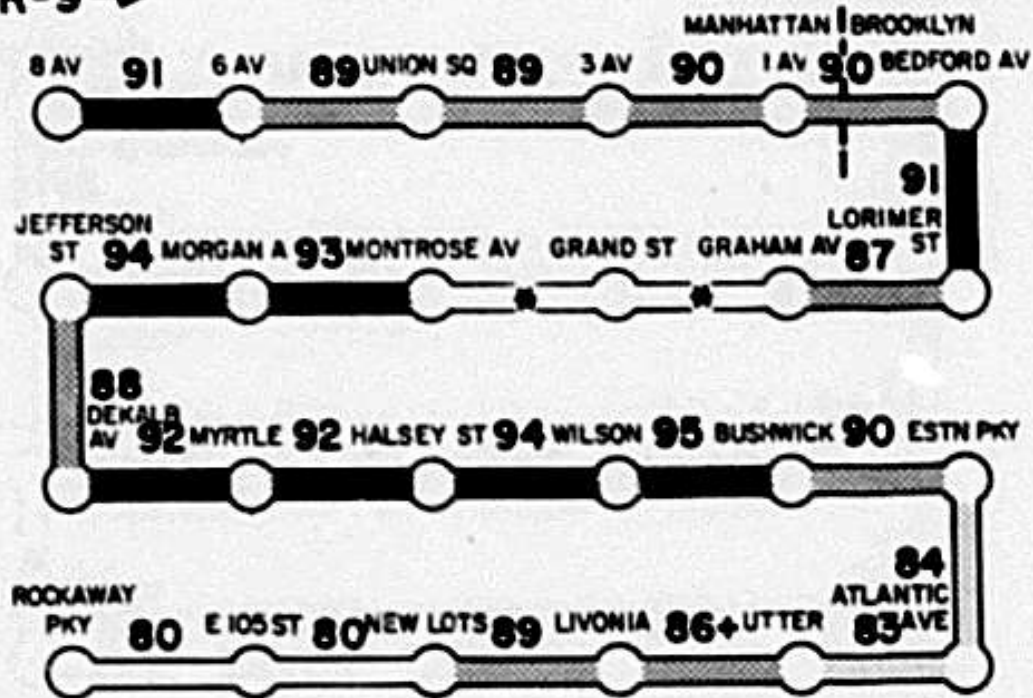 MANHATTAN BROOKLYN
8 AV 91 6 AV 89 UNION SQ 89 3 AV 90 1 AV 90 BEDFORD AV
91
JEFFERSON LORIMER
ST 94 MORGAN A 93 MONTROSE AV GRAND ST GRAHAM AV 87 ST
88
DEKALB
AV 92 MYRTLE 92 HALSEY ST 94 WILSON 95 BUSHWICK 90 ESTN PKY
84
ROCKAWAY ATLANTIC
PKY 80 E 105 ST 80 NEW LOTS 89 LIVONIA 86+ UTTER 83 AVE